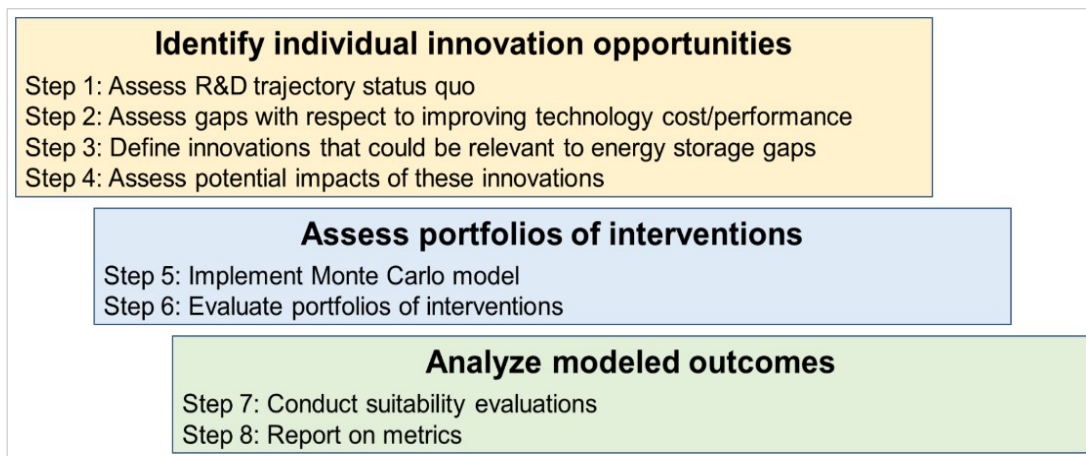 Identify individual innovation opportunities
Step 1: Assess R&D trajectory status quo
Step 2: Assess gaps with respect to improving technology cost/performance
Step 3: Define innovations that could be relevant to energy storage gaps
Step 4: Assess potential impacts of these innovations
Assess portfolios of interventions
Step 5: Implement Monte Carlo model
Step 6: Evaluate portfolios of interventions
Analyze modeled outcomes
Step 7: Conduct suitability evaluations
Step 8: Report on metrics